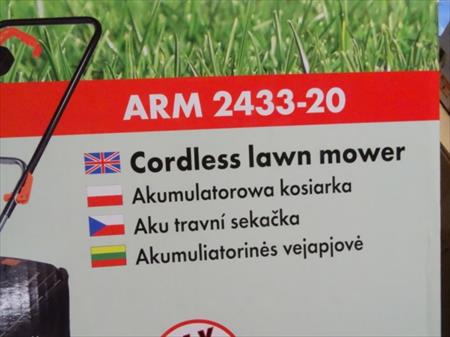 ARM 2433-20
Cordless lawn mower
Akumulatorowa kosiarka
Aku travní sekačka
Akumuliatorinės vejapjovė